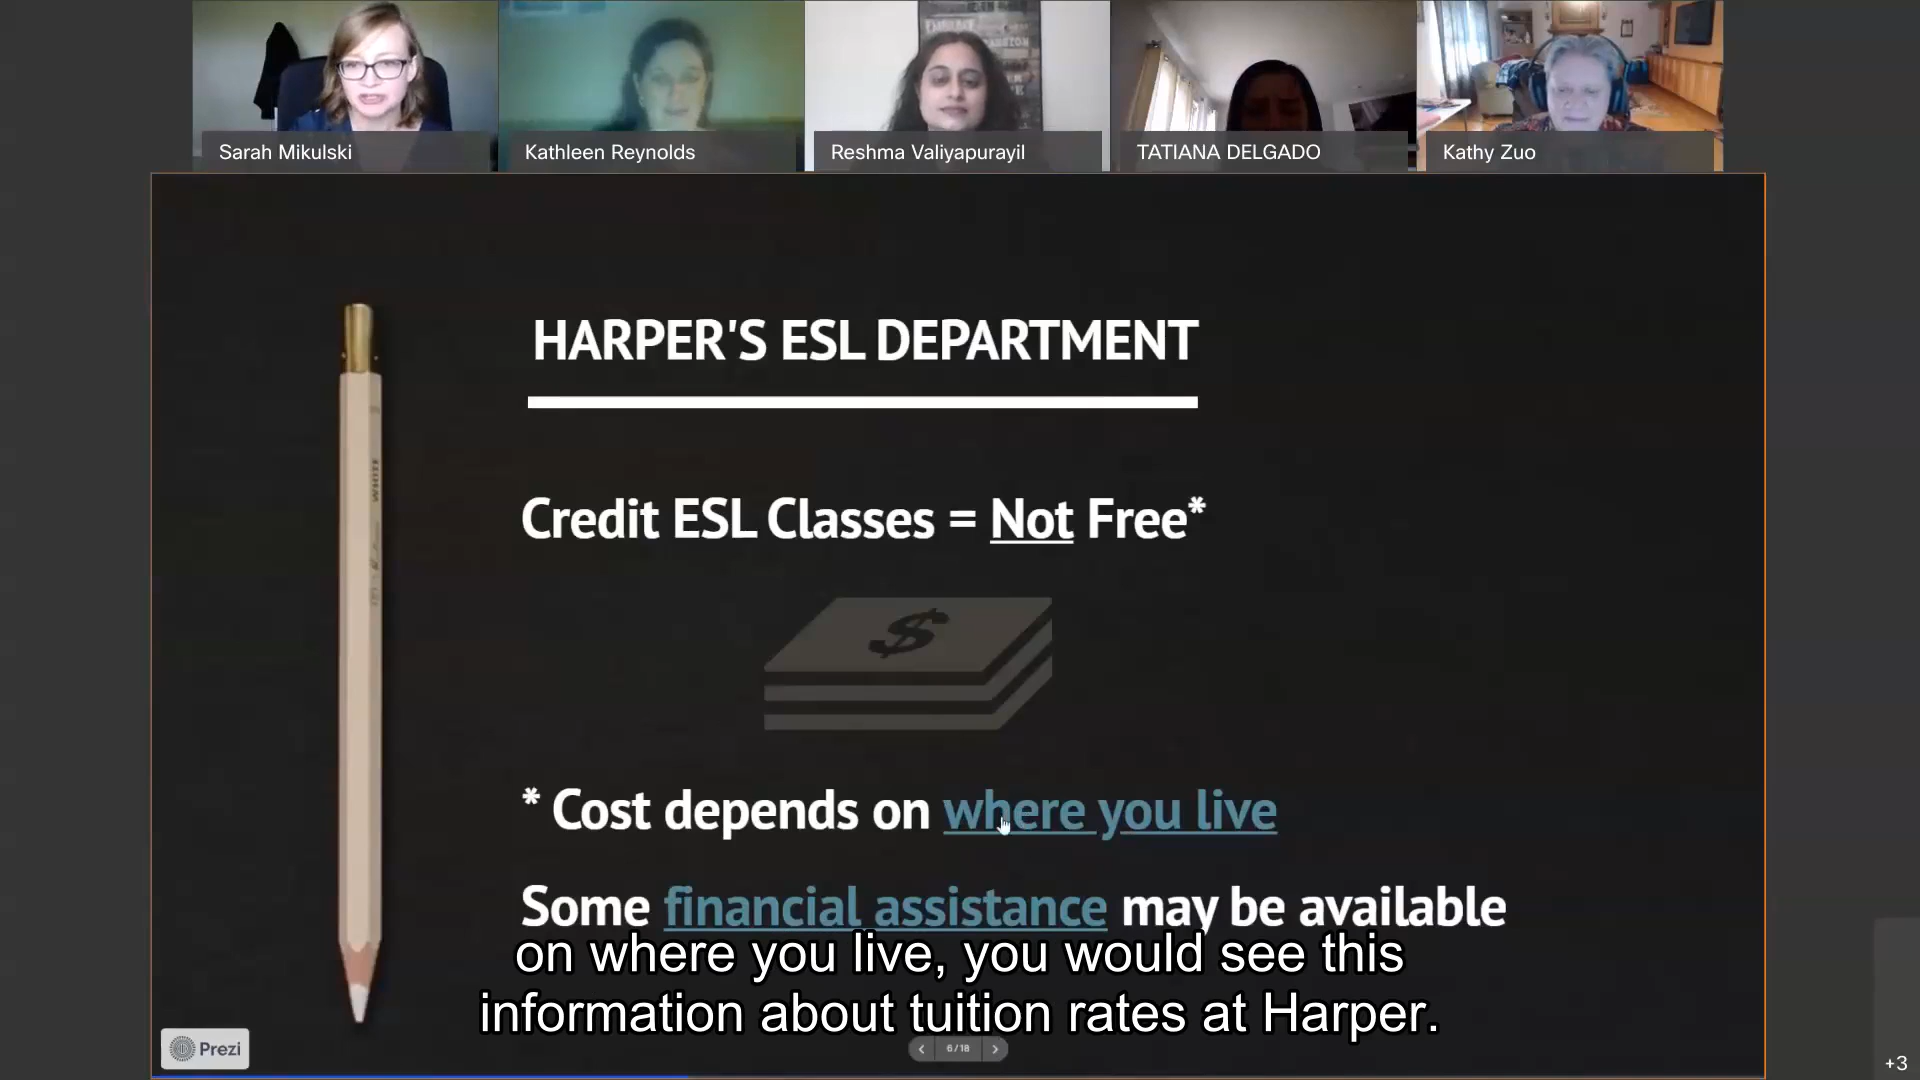 Sarah Mikulski
Kathleen Reynolds
Reshma Valiyapurayil
TATIANA DELGADO
Kathy Zuo
HARPER'S ESL DEPARTMENT
Credit ESL Classes = Not Free*
$
* Cost depends on where you live
Some financial assistance may be available
on where you live, you would see this
information about tuition rates at Harper.
WHITE
Prezi
6/18
+3